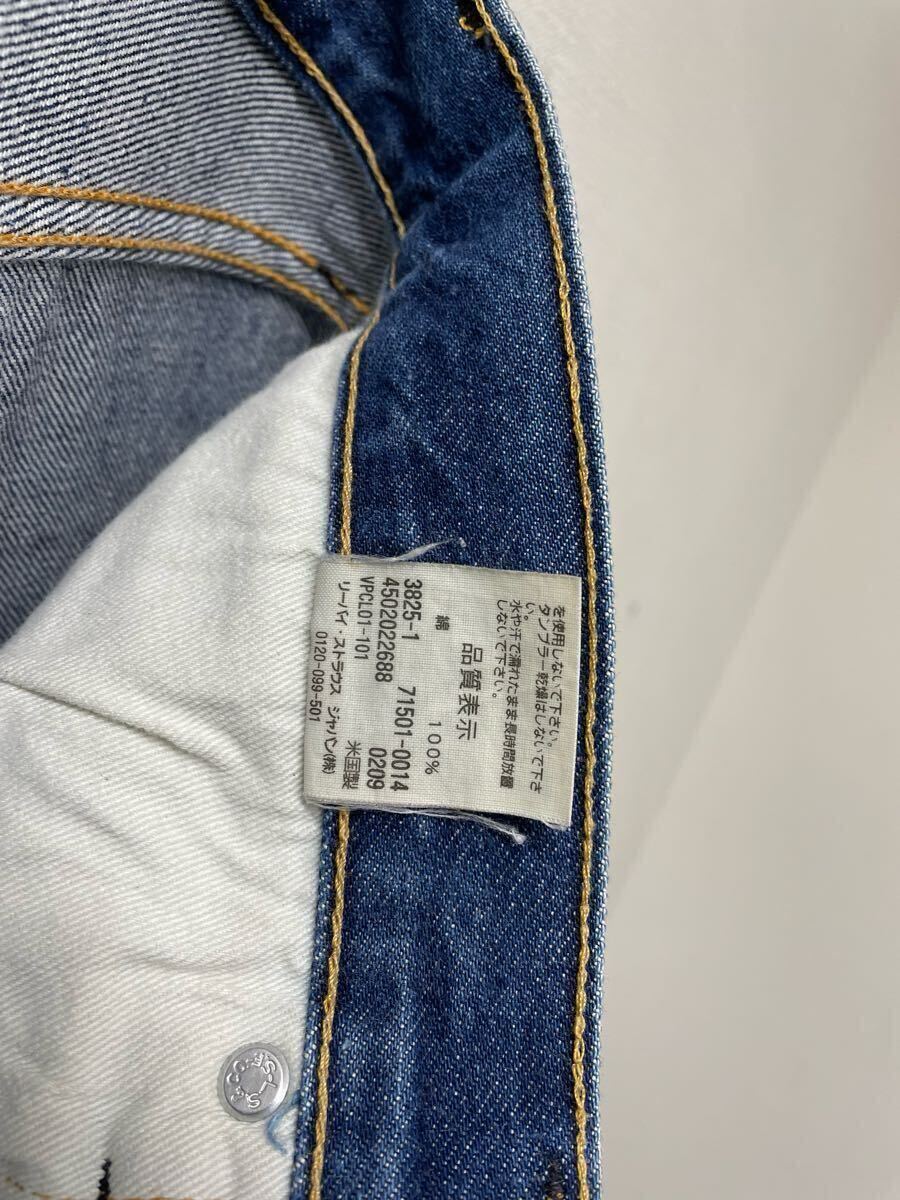 を使用しないで下さい。
タンブラー乾燥はしないで下さ
い。
水や汗で濡れたまま長時間放置
しないで下さい。
品質表示
綿 100%
3825-1 71501-0014
4502022688 0209
VPCL01-101 米国製
リーバイ・ストラウス ジャパン(株)
0120-099-501